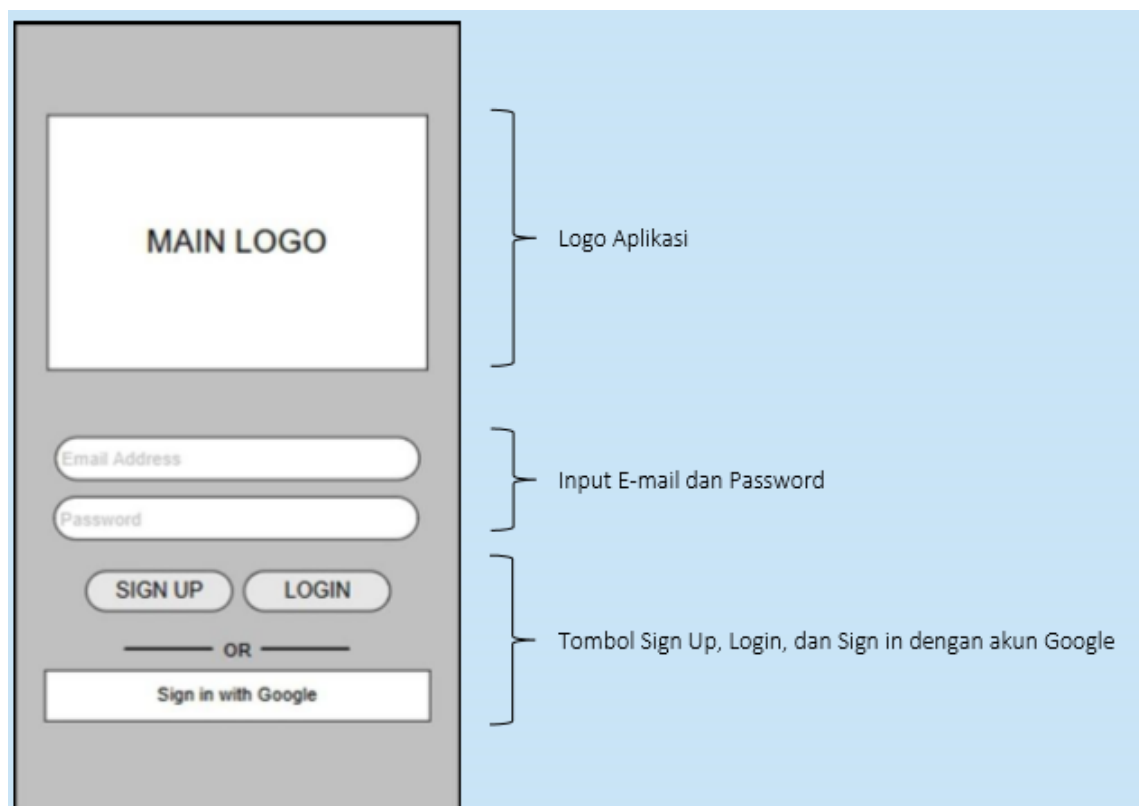 MAIN LOGO
Logo Aplikasi
Email Address
Input E-mail dan Password
Password
SIGN UP LOGIN
Tombol Sign Up, Login, dan Sign in dengan akun Google
OR
Sign in with Google